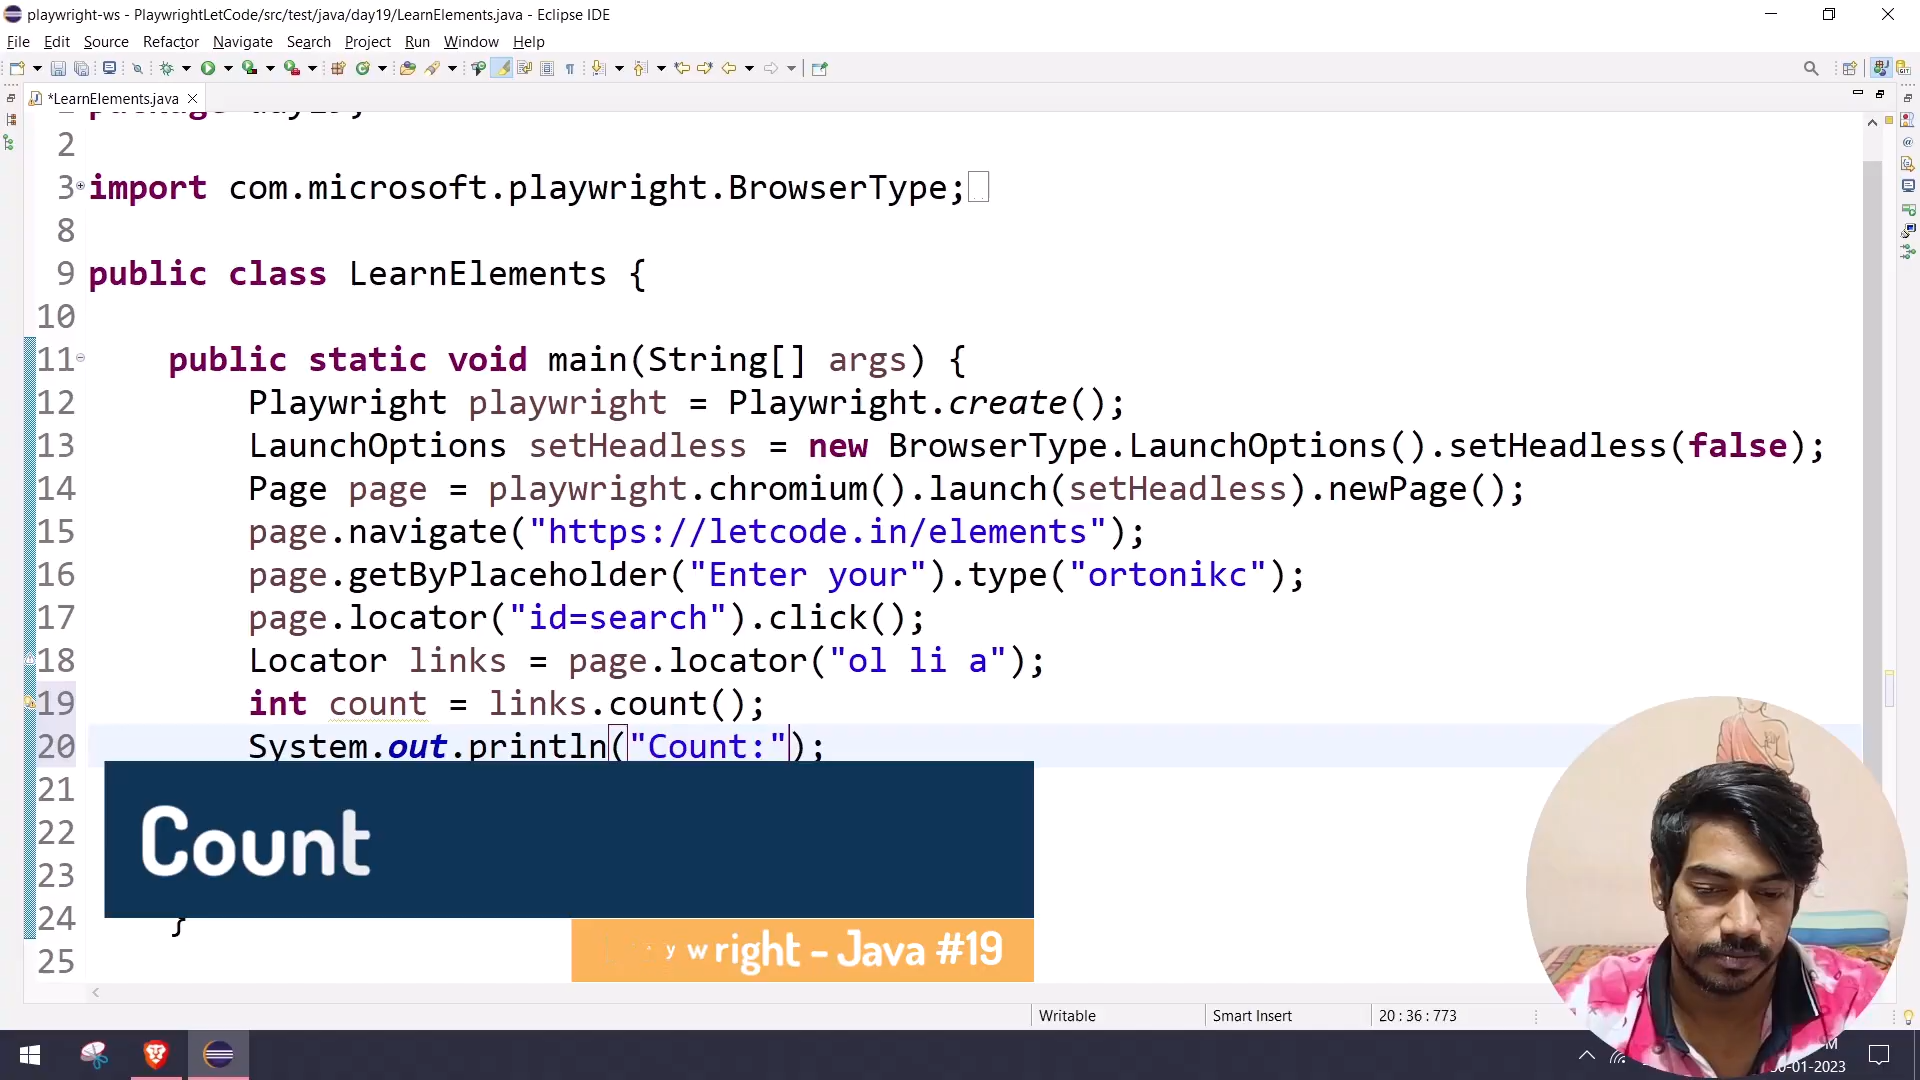 playwright-ws - PlaywrightLetCode/src/test/java/day19/LearnElements.java - Eclipse IDE
File Edit Source Refactor Navigate Search Project Run Window Help
*LearnElements.java
2
3 import com.microsoft.playwright.BrowserType;
8
9 public class LearnElements {
10
11 public static void main(String[] args) {
12 Playwright playwright = Playwright.create();
13 LaunchOptions setHeadless = new BrowserType.LaunchOptions().setHeadless(false);
14 Page page = playwright.chromium().launch(setHeadless).newPage();
15 page.navigate("https://letcode.in/elements");
16 page.getByPlaceholder("Enter your").type("ortonikc");
17 page.locator("id=search").click();
18 Locator links = page.locator("ol li a");
19 int count = links.count();
20 System.out.println("Count:");
21
22
23
24 }
25
Count
y wright - Java #19
Writable Smart Insert 20 : 36 : 773